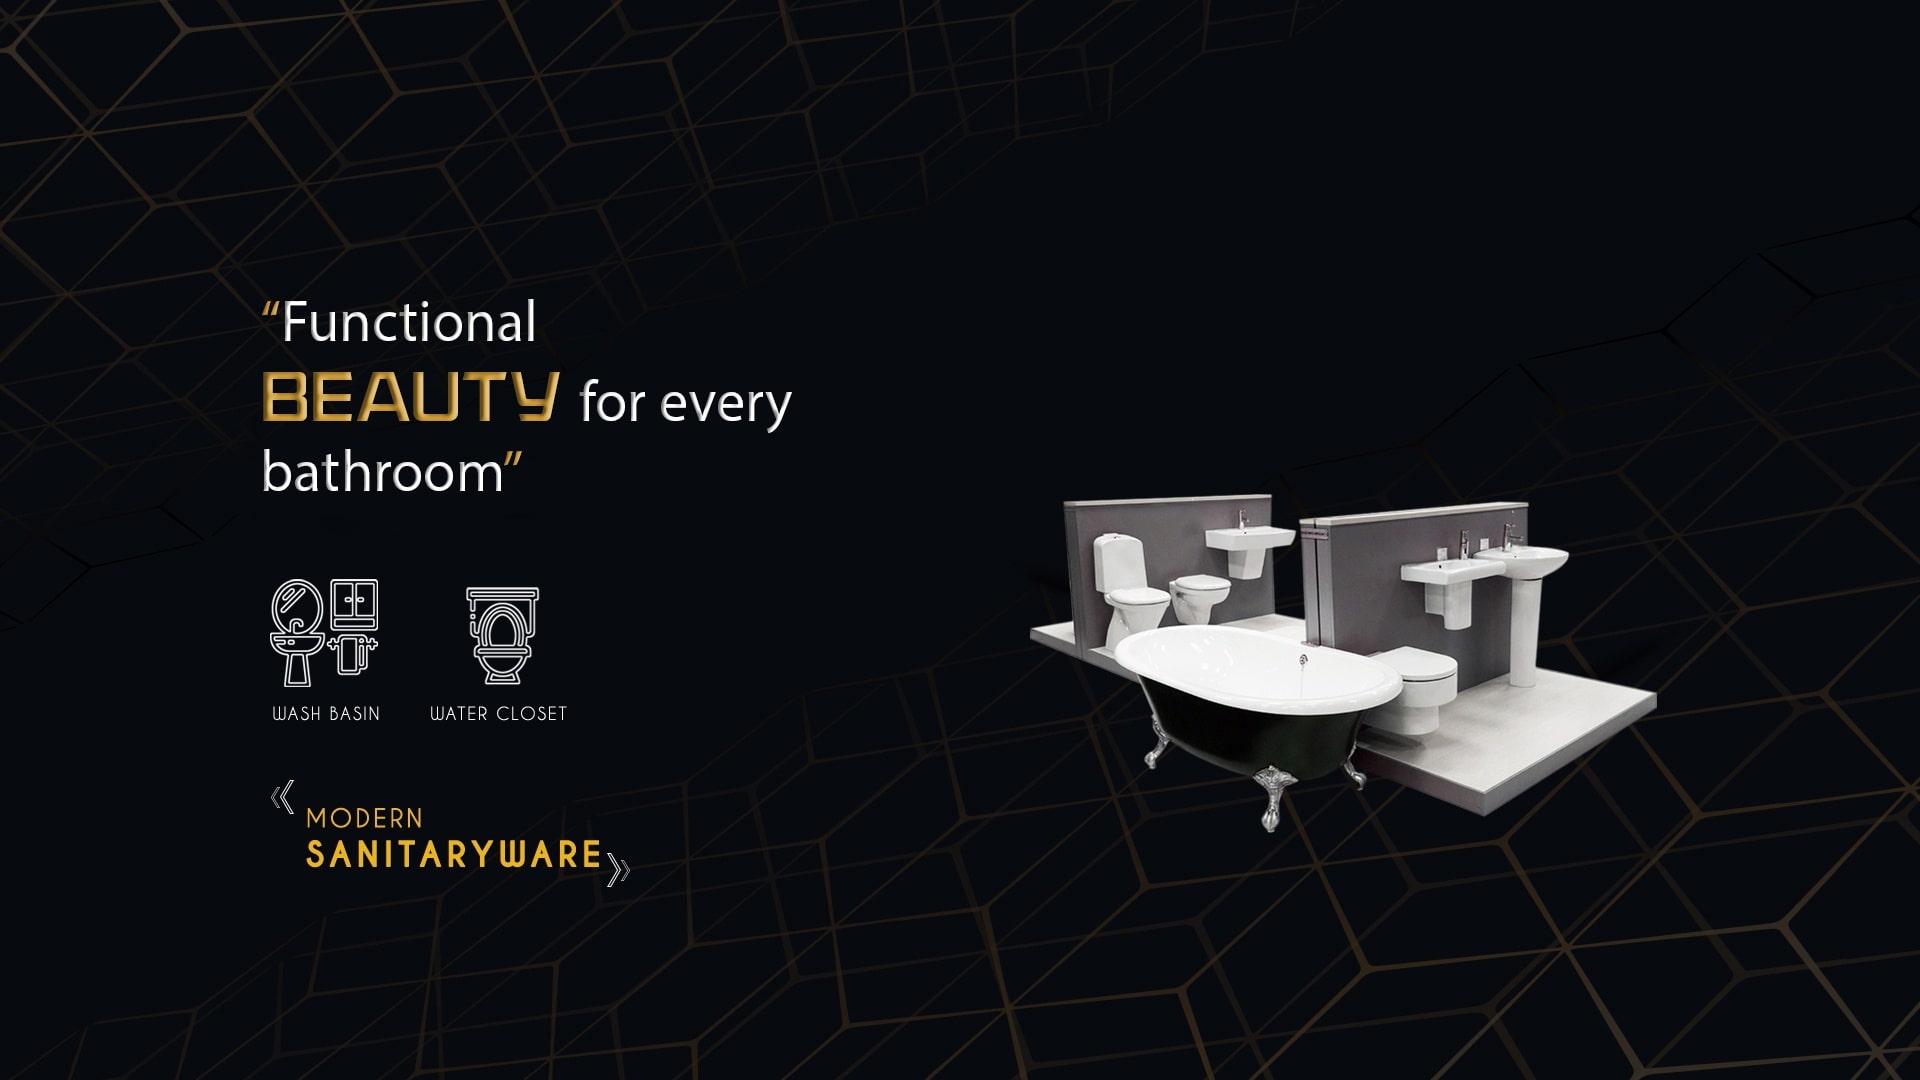 “Functional
BEAUTY for every
bathroom”
WASH BASIN
WATER CLOSET
MODERN
SANITARYWARE